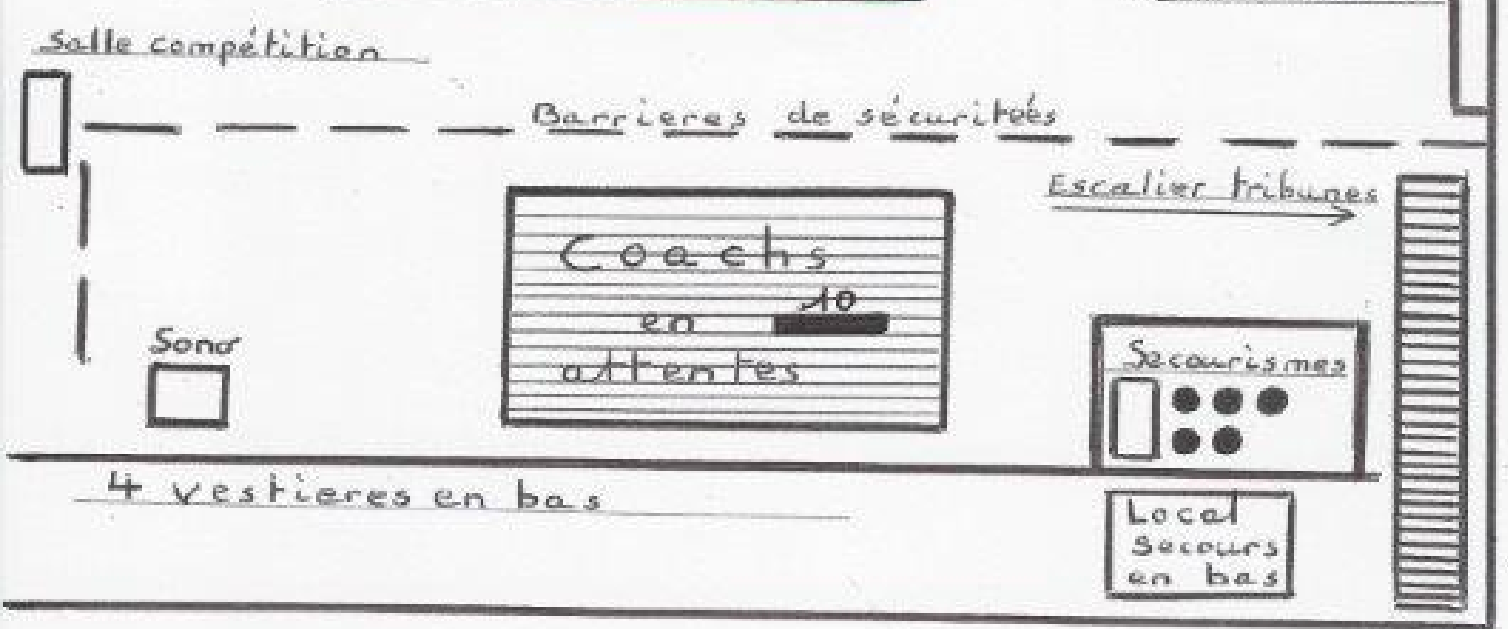 Salle compétition
Barrieres de sécuriteés
Escalier tribunes
Coachs
10
en
attentes
Sono
Secourismes
4 vestieres en bas
Local
Secours
en bas